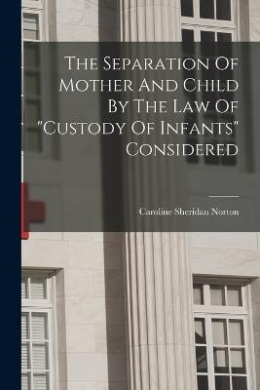 The Separation Of
Mother And Child
By The Law Of
"Custody Of Infants"
Considered
Caroline Sheridan Norton